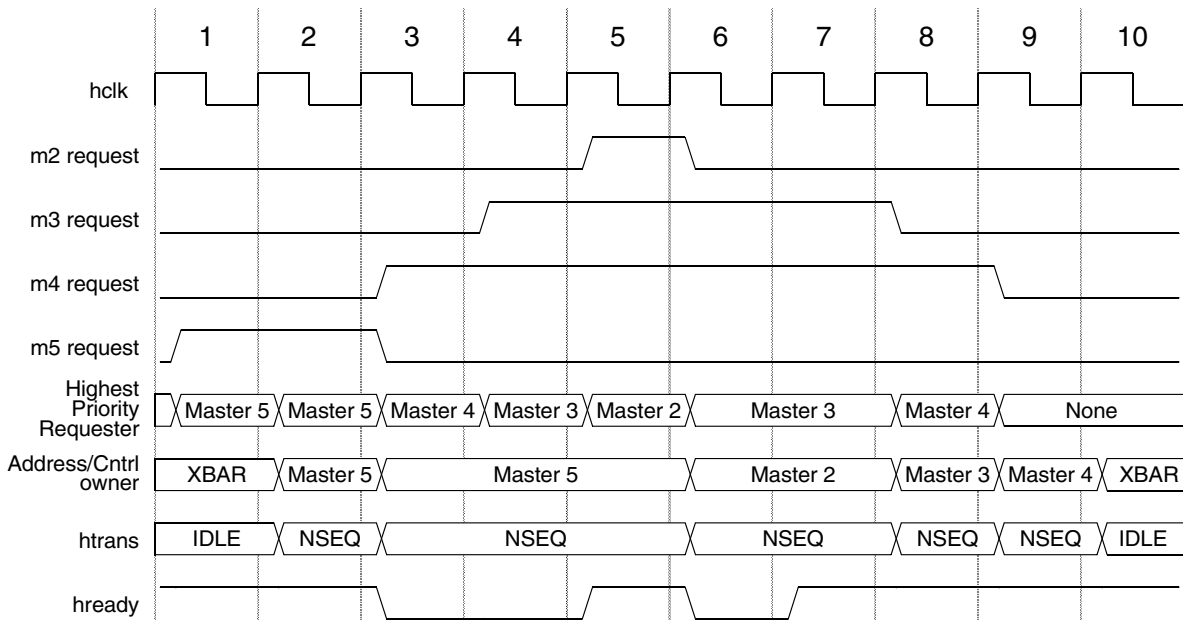 1 2 3 4 5 6 7 8 9 10
hclk
m2 request
m3 request
m4 request
m5 request
Highest
Priority
Requester
Master 5 Master 5 Master 4 Master 3 Master 2 Master 3 Master 4 None
Address/Cntrl
owner
XBAR Master 5 Master 5 Master 2 Master 3 Master 4 XBAR
htrans IDLE NSEQ NSEQ NSEQ NSEQ NSEQ IDLE
hready